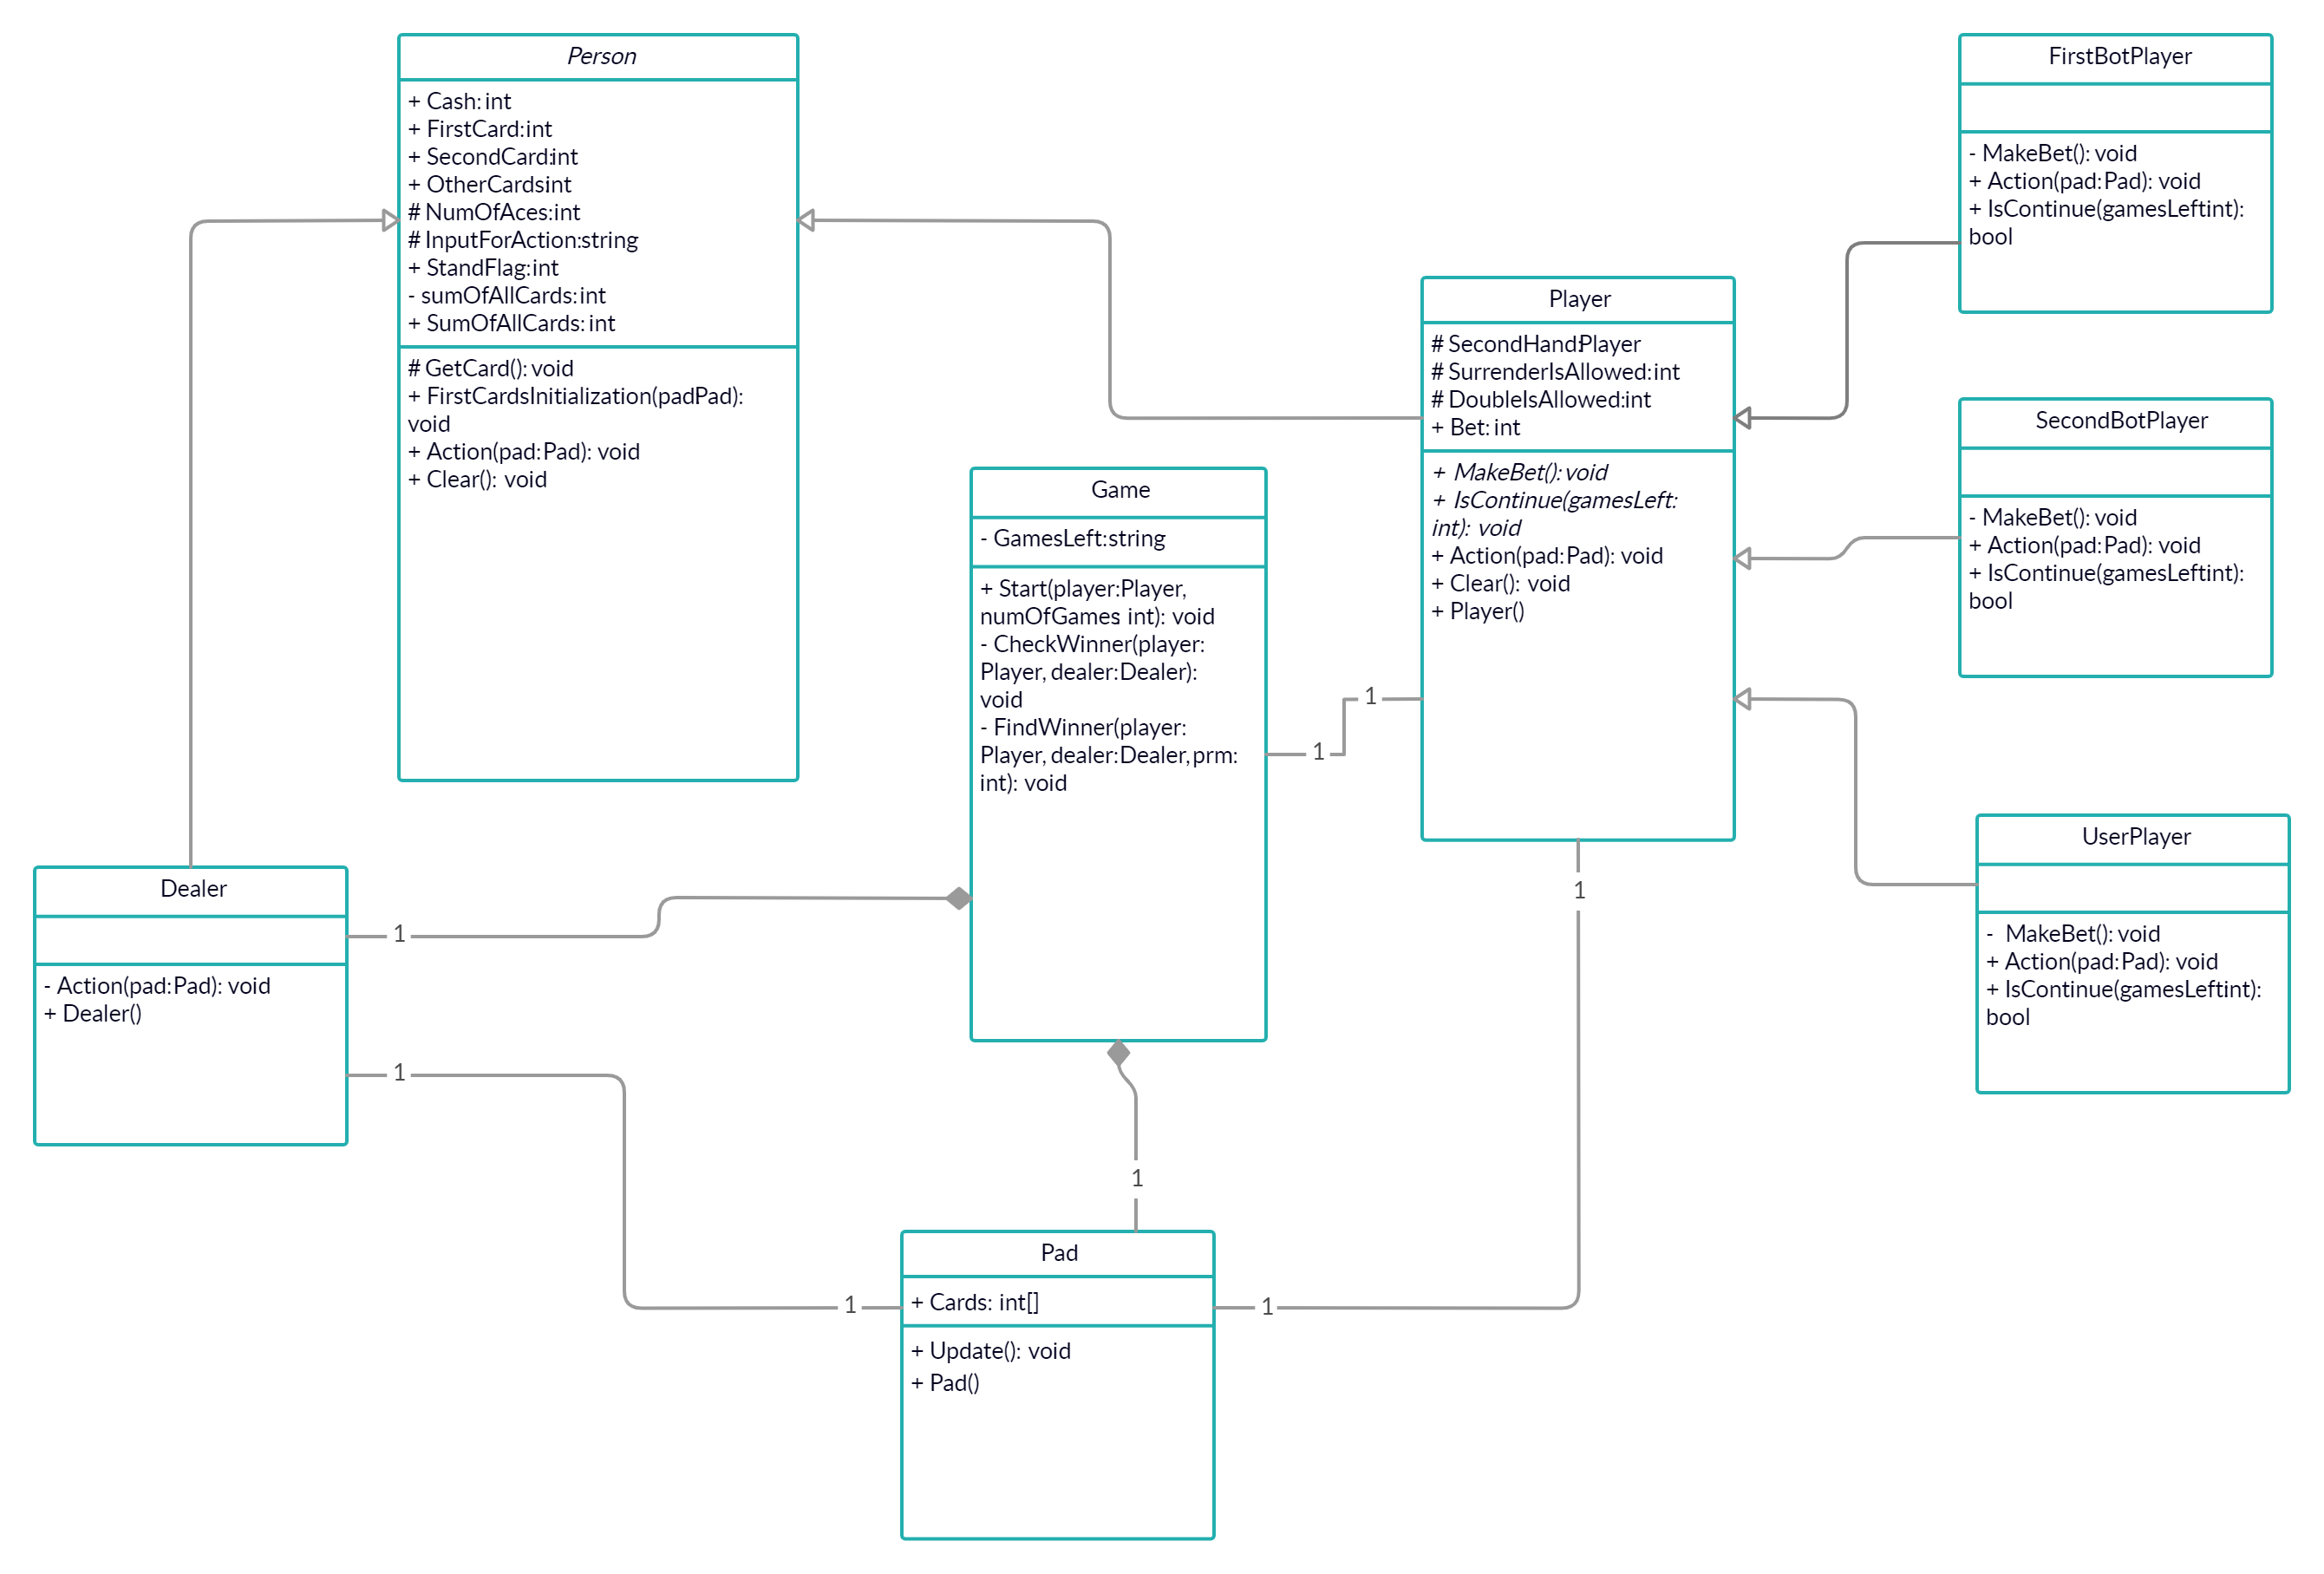 Person
+ Cash: int
+ FirstCard:int
+ SecondCard:int
+ OtherCards:int
# NumOfAces:int
# InputForAction:string
+ StandFlag:int
- sumOfAllCards:int
+ SumOfAllCards: int
# GetCard(): void
+ FirstCardsInitialization(padPad):
void
+ Action(pad:Pad): void
+ Clear(): void
FirstBotPlayer
- MakeBet(): void
+ Action(pad:Pad): void
+ IsContinue(gamesLeftint):
bool
Player
# SecondHand:Player
# SurrenderIsAllowed:int
# DoubleIsAllowed:int
+ Bet: int
+ MakeBet(): void
+ IsContinue(gamesLeft:
int): void
+ Action(pad:Pad): void
+ Clear(): void
+ Player()
SecondBotPlayer
- MakeBet(): void
+ Action(pad:Pad): void
+ IsContinue(gamesLeftint):
bool
Game
- GamesLeft:string
+ Start(player:Player,
numOfGames: int): void
- CheckWinner(player:
Player, dealer:Dealer):
void
- FindWinner(player:
Player, dealer:Dealer, prm:
int): void
1
1
UserPlayer
- MakeBet(): void
+ Action(pad:Pad): void
+ IsContinue(gamesLeftint):
bool
Dealer
- Action(pad:Pad): void
+ Dealer()
1
1
1
1
Pad
+ Cards: int[]
+ Update(): void
+ Pad()
1
1